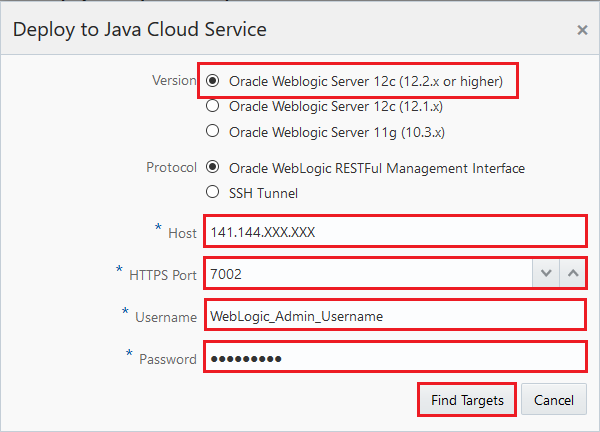 Deploy to Java Cloud Service
Version Oracle Weblogic Server 12c (12.2.x or higher)
Oracle Weblogic Server 12c (12.1.x)
Oracle Weblogic Server 11g (10.3.x)
Protocol Oracle WebLogic RESTFul Management Interface
SSH Tunnel
* Host 141.144.XXX.XXX
* HTTPS Port 7002
* Username WebLogic_Admin_Username
* Password ●●●●●●●●●
Find Targets Cancel